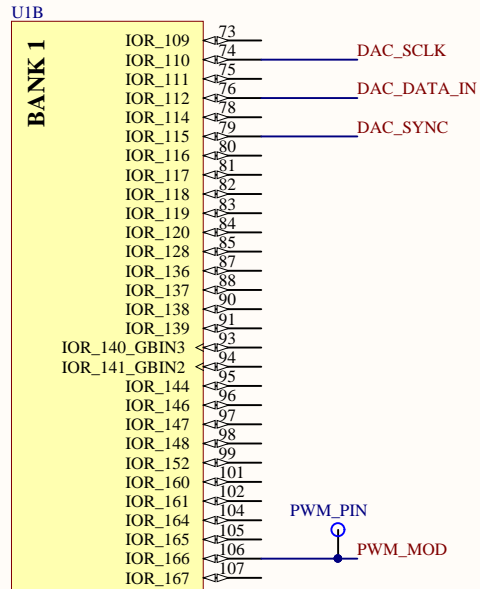 U1B
BANK 1
IOR_109 73
IOR_110 74 DAC_SCLK
IOR_111 75
IOR_112 76 DAC_DATA_IN
IOR_114 78
IOR_115 79 DAC_SYNC
IOR_116 80
IOR_117 81
IOR_118 82
IOR_119 83
IOR_120 84
IOR_128 85
IOR_136 87
IOR_137 88
IOR_138 90
IOR_139 91
IOR_140_GBIN3 93
IOR_141_GBIN2 94
IOR_144 95
IOR_146 96
IOR_147 97
IOR_148 98
IOR_152 99
IOR_160 101
IOR_161 102
IOR_164 104
PWM_PIN
IOR_165 105
IOR_166 106 PWM_MOD
IOR_167 107